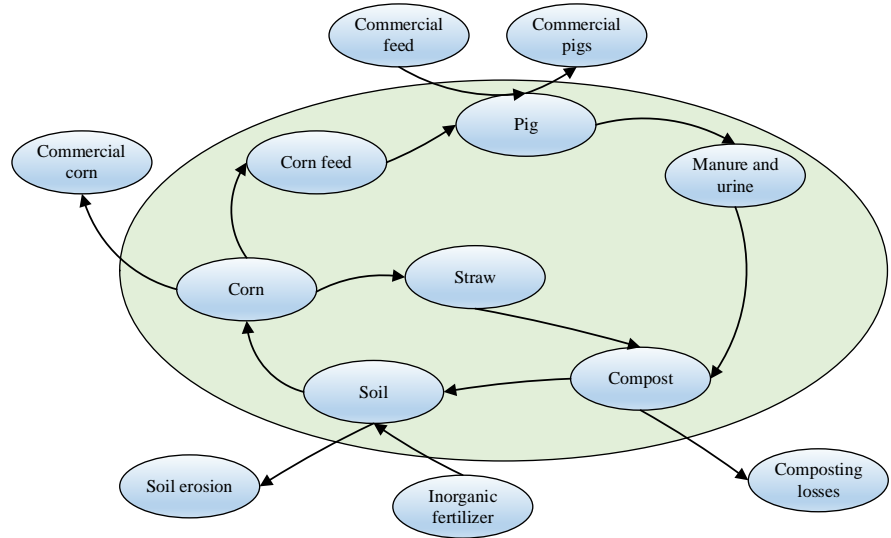 Commercial
feed
Commercial
pigs
Pig
Commercial
corn
Corn feed
Manure and
urine
Corn
Straw
Soil
Compost
Soil erosion
Inorganic
fertilizer
Composting
losses